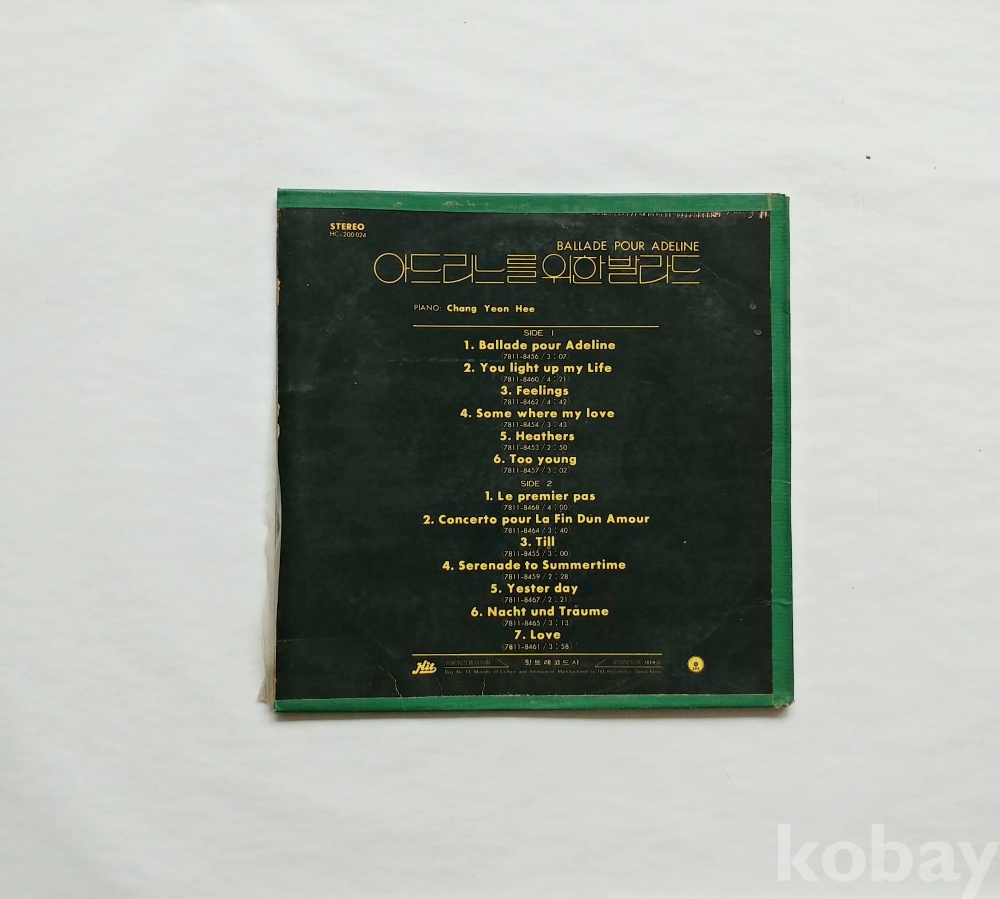 STEREO
HC-200024
BALLADE POUR ADELINE
아드리느를 위한 발라드
PIANO: Chang Yeon Hee
SIDE 1
1. Ballade pour Adeline
(7811-8456 / 3 : 07)
2. You light up my Life
(7811-8460 / 4 : 21)
3. Feelings
(7811-8462 / 4 : 42)
4. Some where my love
(7811-8454 / 3 : 43)
5. Heathers
(7811-8453 / 2 : 50)
6. Too young
(7811-8457 / 3 : 02)
SIDE 2
1. Le premier pas
(7811-8468 / 4 : 00)
2. Concerto pour La Fin Dún Amour
(7811-8464 / 3 : 40)
3. Till
(7811-8455 / 3 : 00)
4. Serenade to Summertime
(7811-8459 / 2 : 28)
5. Yester day
(7811-8467 / 2 : 21)
6. Nacht und Träume
(7811-8465 / 3 : 13)
7. Love
(7811-8461 / 3 : 58)
Hit 힛트레코드사
kobay